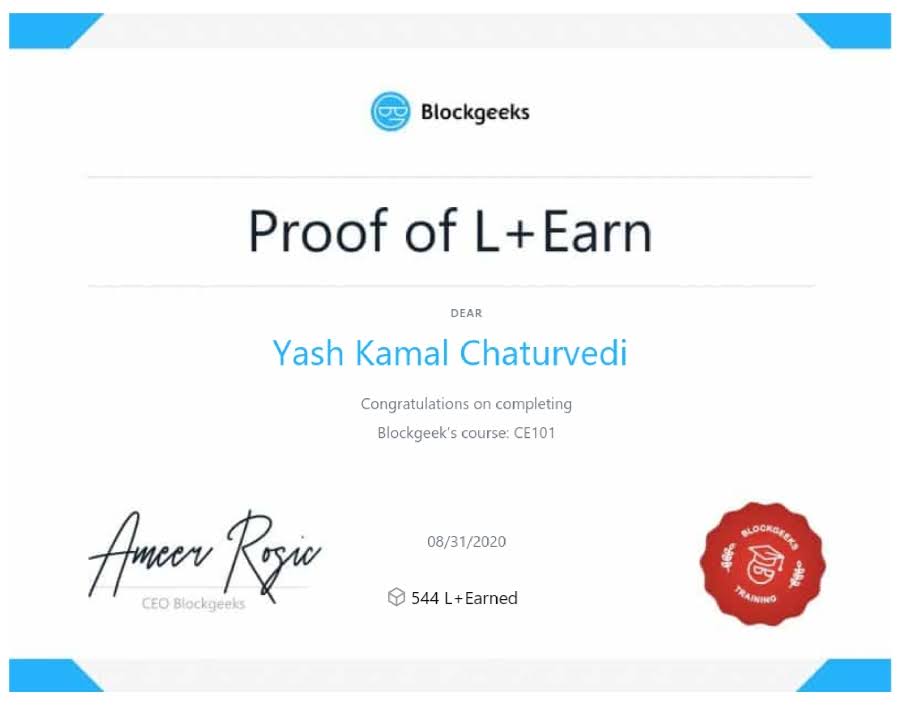 Blockgeeks
Proof of L+Earn
DEAR
Yash Kamal Chaturvedi
Congratulations on completing
Blockgeek's course: CE101
Ameer Rosic
CEO Blockgeeks
08/31/2020
544 L+Earned
BLOCKGEEKS
TRAINING